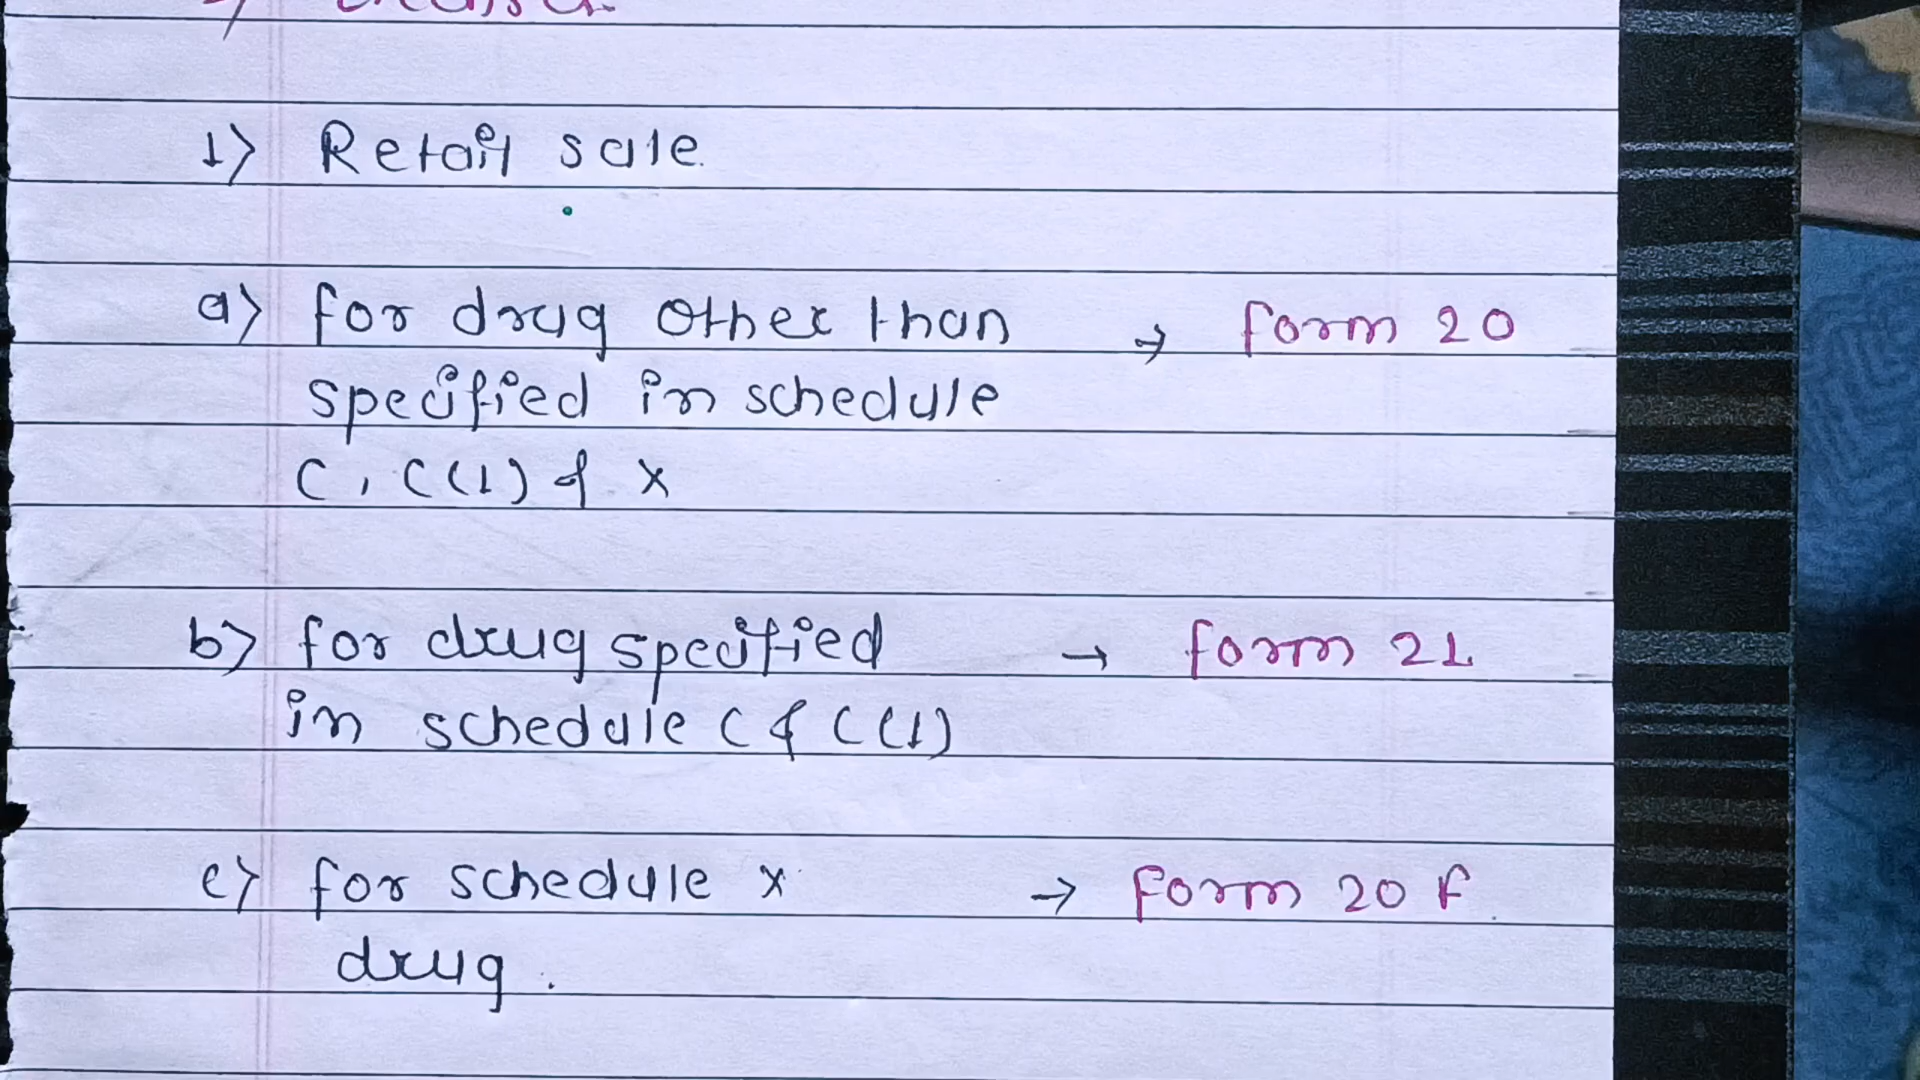 1) Retail sale.
a) for drug other than → form 20
specified in schedule
C, C(1) & X
b) for drug specified → form 21
in schedule C & C(1)
c) for schedule X → Form 20 F.
drug.